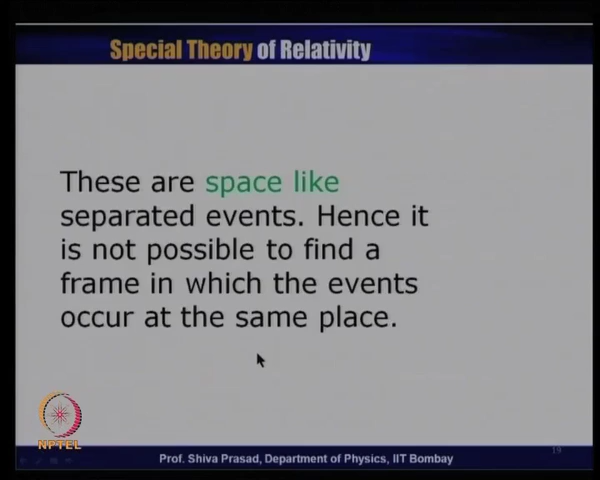 Special Theory of Relativity
These are space like
separated events. Hence it
is not possible to find a
frame in which the events
occur at the same place.
NPTEL
19
Prof. Shiva Prasad, Department of Physics, IIT Bombay